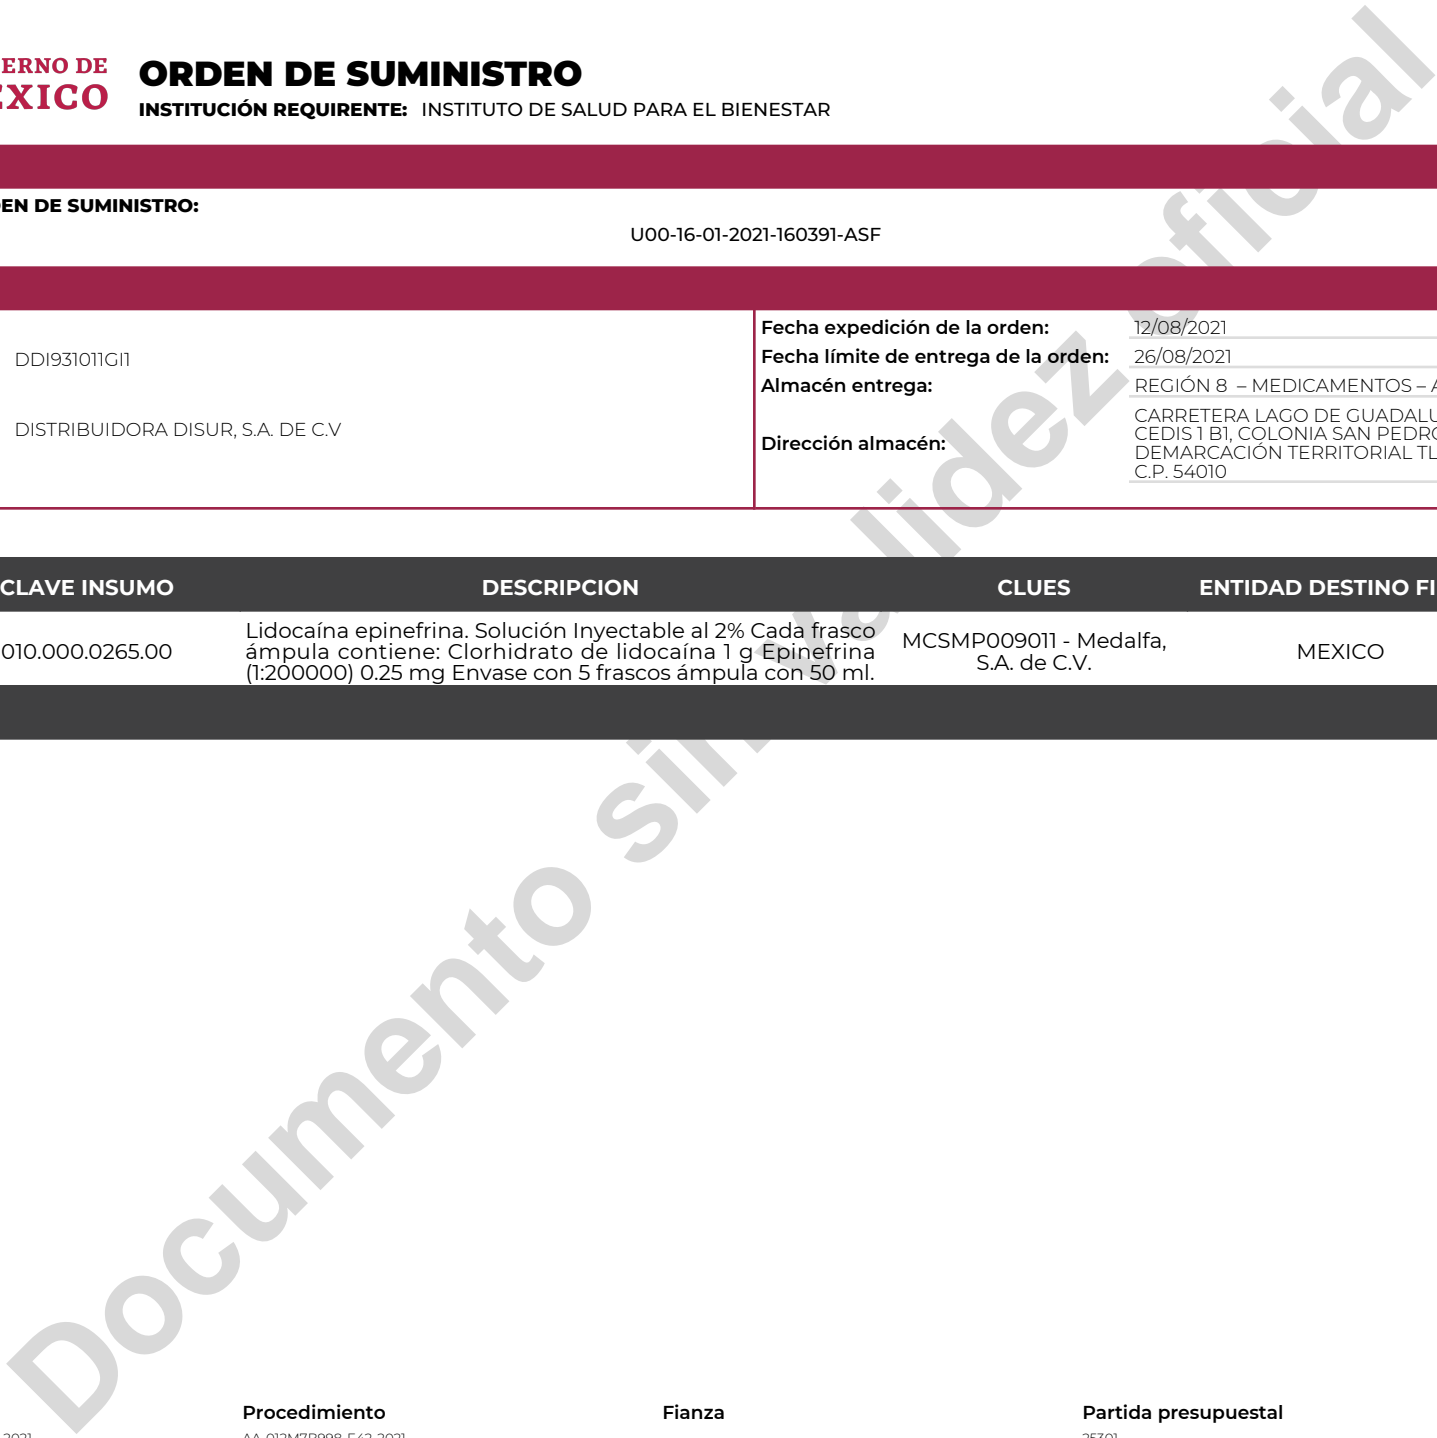 ERNO DE
EXICO
ORDEN DE SUMINISTRO
INSTITUCIÓN REQUIRENTE: INSTITUTO DE SALUD PARA EL BIENESTAR
EN DE SUMINISTRO:
U00-16-01-2021-160391-ASF
DDI931011GI1
DISTRIBUIDORA DISUR, S.A. DE C.V
Fecha expedición de la orden: 12/08/2021
Fecha límite de entrega de la orden: 26/08/2021
Almacén entrega: REGIÓN 8 – MEDICAMENTOS – A
Dirección almacén:
CARRETERA LAGO DE GUADALU
CEDIS 1 B1, COLONIA SAN PEDRO
DEMARCACIÓN TERRITORIAL TL
C.P. 54010
CLAVE INSUMO DESCRIPCION CLUES ENTIDAD DESTINO FI
010.000.0265.00
Lidocaína epinefrina. Solución Inyectable al 2% Cada frasco
ámpula contiene: Clorhidrato de lidocaína 1 g Epinefrina
(1:200000) 0.25 mg Envase con 5 frascos ámpula con 50 ml.
MCSMP009011 - Medalfa,
S.A. de C.V.
MEXICO
Documento sin validez oficial
Procedimiento Fianza Partida presupuestal